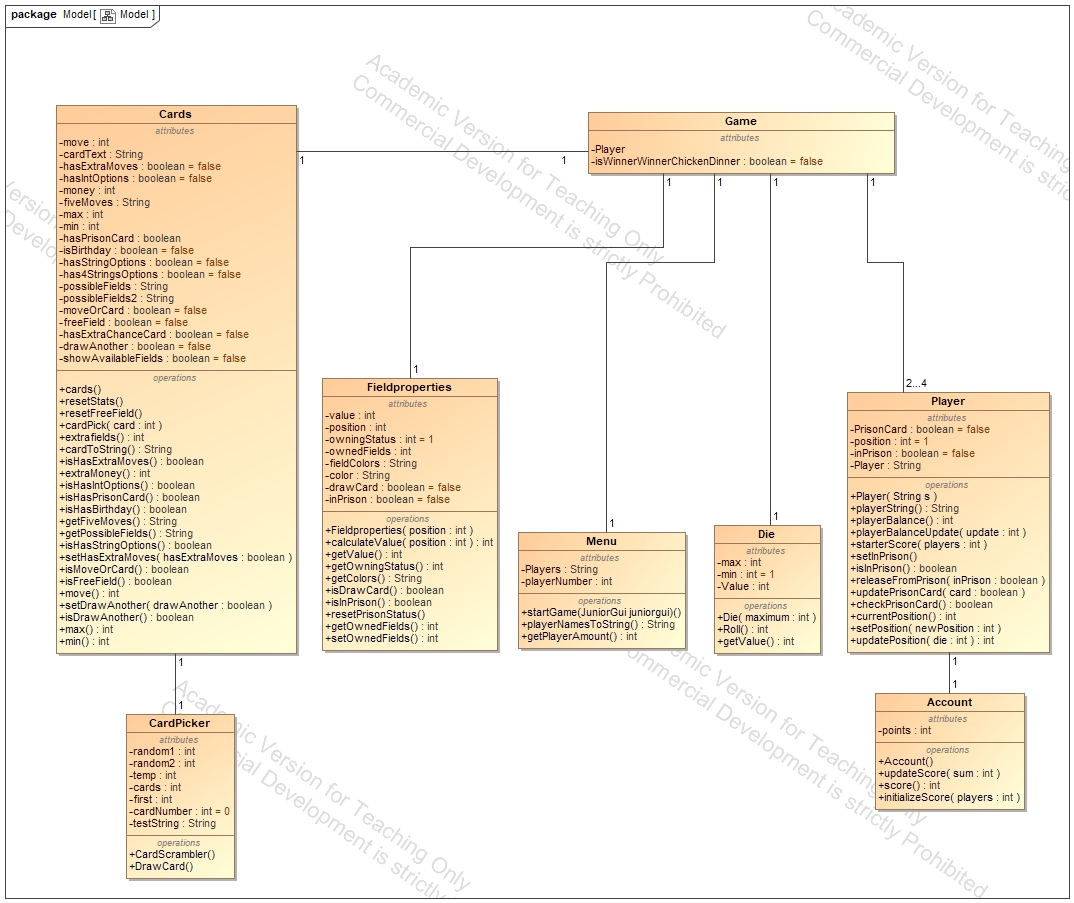 package Model [ Model ]
Cards
attributes
-move : int
-cardText : String
-hasExtraMoves : boolean = false
-hasIntOptions : boolean = false
-money : int
-fiveMoves : String
-max : int
-min : int
-hasPrisonCard : boolean
-isBirthday : boolean = false
-hasStringOptions : boolean = false
-has4StringsOptions : boolean = false
-possibleFields : String
-possibleFields2 : String
-moveOrCard : boolean = false
-freeField : boolean = false
-hasExtraChanceCard : boolean = false
-drawAnother : boolean = false
-showAvailableFields : boolean = false
operations
+cards()
+resetStats()
+resetFreeField()
+cardPick( card : int )
+extrafields() : int
+cardToString() : String
+isHasExtraMoves() : boolean
+extraMoney() : int
+isHasIntOptions() : boolean
+isHasPrisonCard() : boolean
+isHasBirthday() : boolean
+getFiveMoves() : String
+getPossibleFields() : String
+isHasStringOptions() : boolean
+setHasExtraMoves( hasExtraMoves : boolean )
+isMoveOrCard() : boolean
+isFreeField() : boolean
+move() : int
+setDrawAnother( drawAnother : boolean )
+isDrawAnother() : boolean
+max() : int
+min() : int
1
1
Game
attributes
-Player
-isWinnerWinnerChickenDinner : boolean = false
1
1
1
1
1
Fieldproperties
attributes
-value : int
-position : int
-owningStatus : int = 1
-ownedFields : int
-fieldColors : String
-color : String
-drawCard : boolean = false
-inPrison : boolean = false
operations
+Fieldproperties( position : int )
+calculateValue( position : int ) : int
+getValue() : int
+getOwningStatus() : int
+getColors() : String
+isDrawCard() : boolean
+isInPrison() : boolean
+resetPrisonStatus()
+getOwnedFields() : int
+setOwnedFields() : int
1
Menu
attributes
-Players : String
-playerNumber : int
operations
+startGame(JuniorGui juniorgui)()
+playerNamesToString() : String
+getPlayerAmount() : int
1
Die
attributes
-max : int
-min : int = 1
-Value : int
operations
+Die( maximum : int )
+Roll() : int
+getValue() : int
2...4
Player
attributes
-PrisonCard : boolean = false
-position : int = 1
-inPrison : boolean = false
-Player : String
operations
+Player( String s )
+playerString() : String
+playerBalance() : int
+playerBalanceUpdate( update : int )
+starterScore( players : int )
+setInPrison()
+isInPrison() : boolean
+releaseFromPrison( inPrison : boolean )
+updatePrisonCard( card : boolean )
+checkPrisonCard() : boolean
+currentPosition() : int
+setPosition( newPosition : int )
+updatePosition( die : int ) : int
1
1
Account
attributes
-points : int
operations
+Account()
+updateScore( sum : int )
+score() : int
+initializeScore( players : int )
1
1
CardPicker
attributes
-random1 : int
-random2 : int
-temp : int
-cards : int
-first : int
-cardNumber : int = 0
-testString : String
operations
+CardScrambler()
+DrawCard()
Academic Version for Teaching Only
Commercial Development is strictly Prohibited